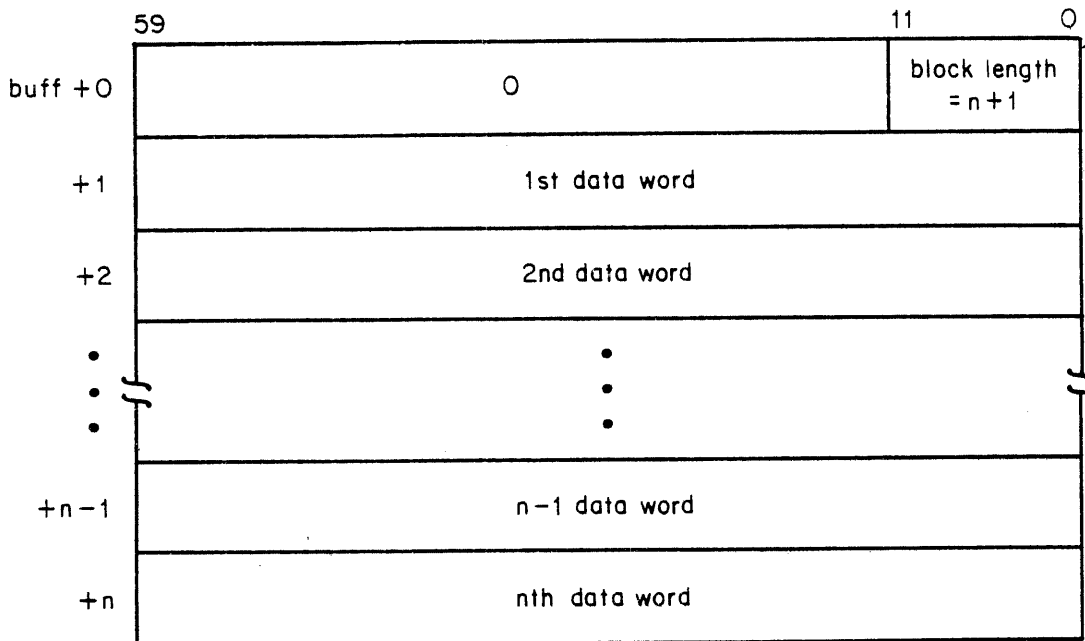 59 11 0
buff +0 0 block length
= n+1
+1 1st data word
+2 2nd data word
+n-1 n-1 data word
+n nth data word